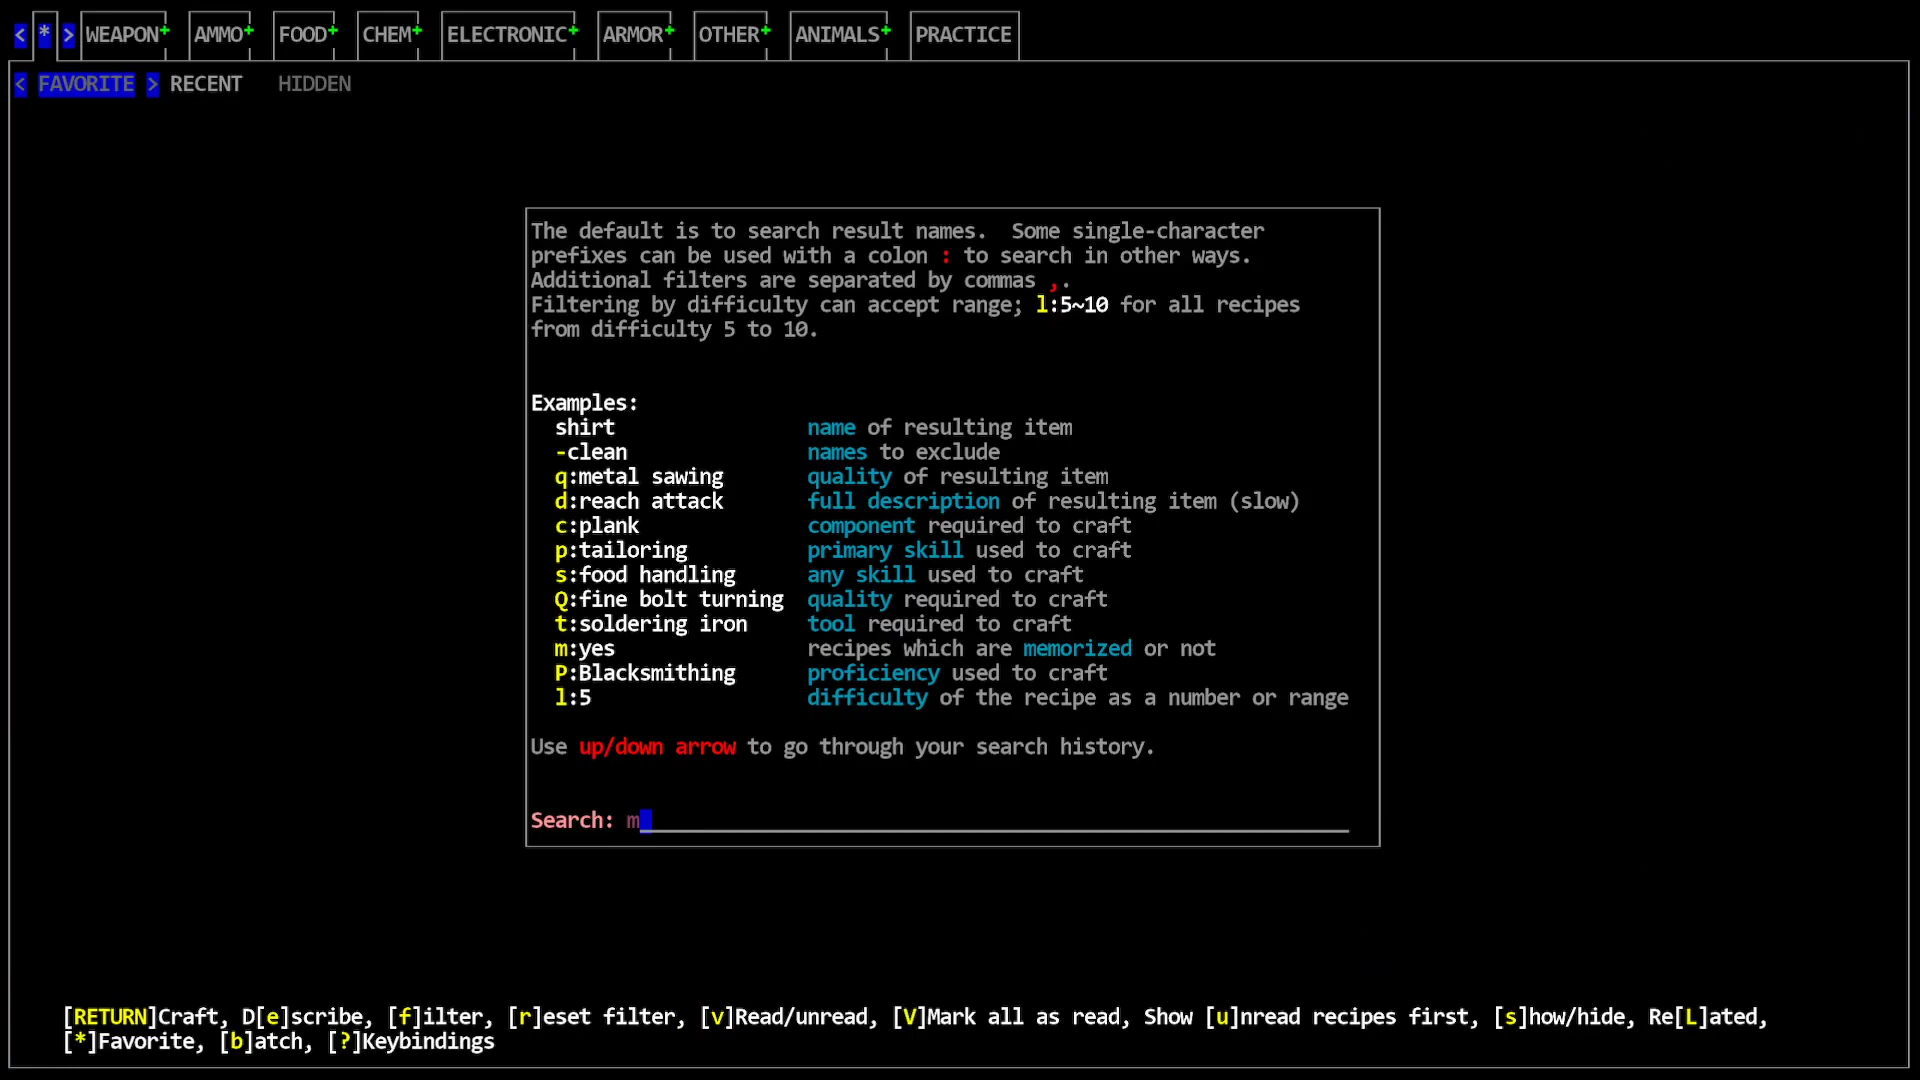 < * > WEAPON+ AMMO+ FOOD+ CHEM+ ELECTRONIC+ ARMOR+ OTHER+ ANIMALS+ PRACTICE
< FAVORITE > RECENT HIDDEN
The default is to search result names.  Some single-character
prefixes can be used with a colon : to search in other ways.
Additional filters are separated by commas ,.
Filtering by difficulty can accept range; l:5~10 for all recipes
from difficulty 5 to 10.
Examples:
shirt name of resulting item
-clean names to exclude
q:metal sawing quality of resulting item
d:reach attack full description of resulting item (slow)
c:plank component required to craft
p:tailoring primary skill used to craft
s:food handling any skill used to craft
Q:fine bolt turning quality required to craft
t:soldering iron tool required to craft
m:yes recipes which are memorized or not
P:Blacksmithing proficiency used to craft
l:5 difficulty of the recipe as a number or range
Use up/down arrow to go through your search history.
Search: m
[RETURN]Craft, D[e]scribe, [f]ilter, [r]eset filter, [v]Read/unread, [V]Mark all as read, Show [u]nread recipes first, [s]how/hide, Re[L]ated,
[*]Favorite, [b]atch, [?]Keybindings